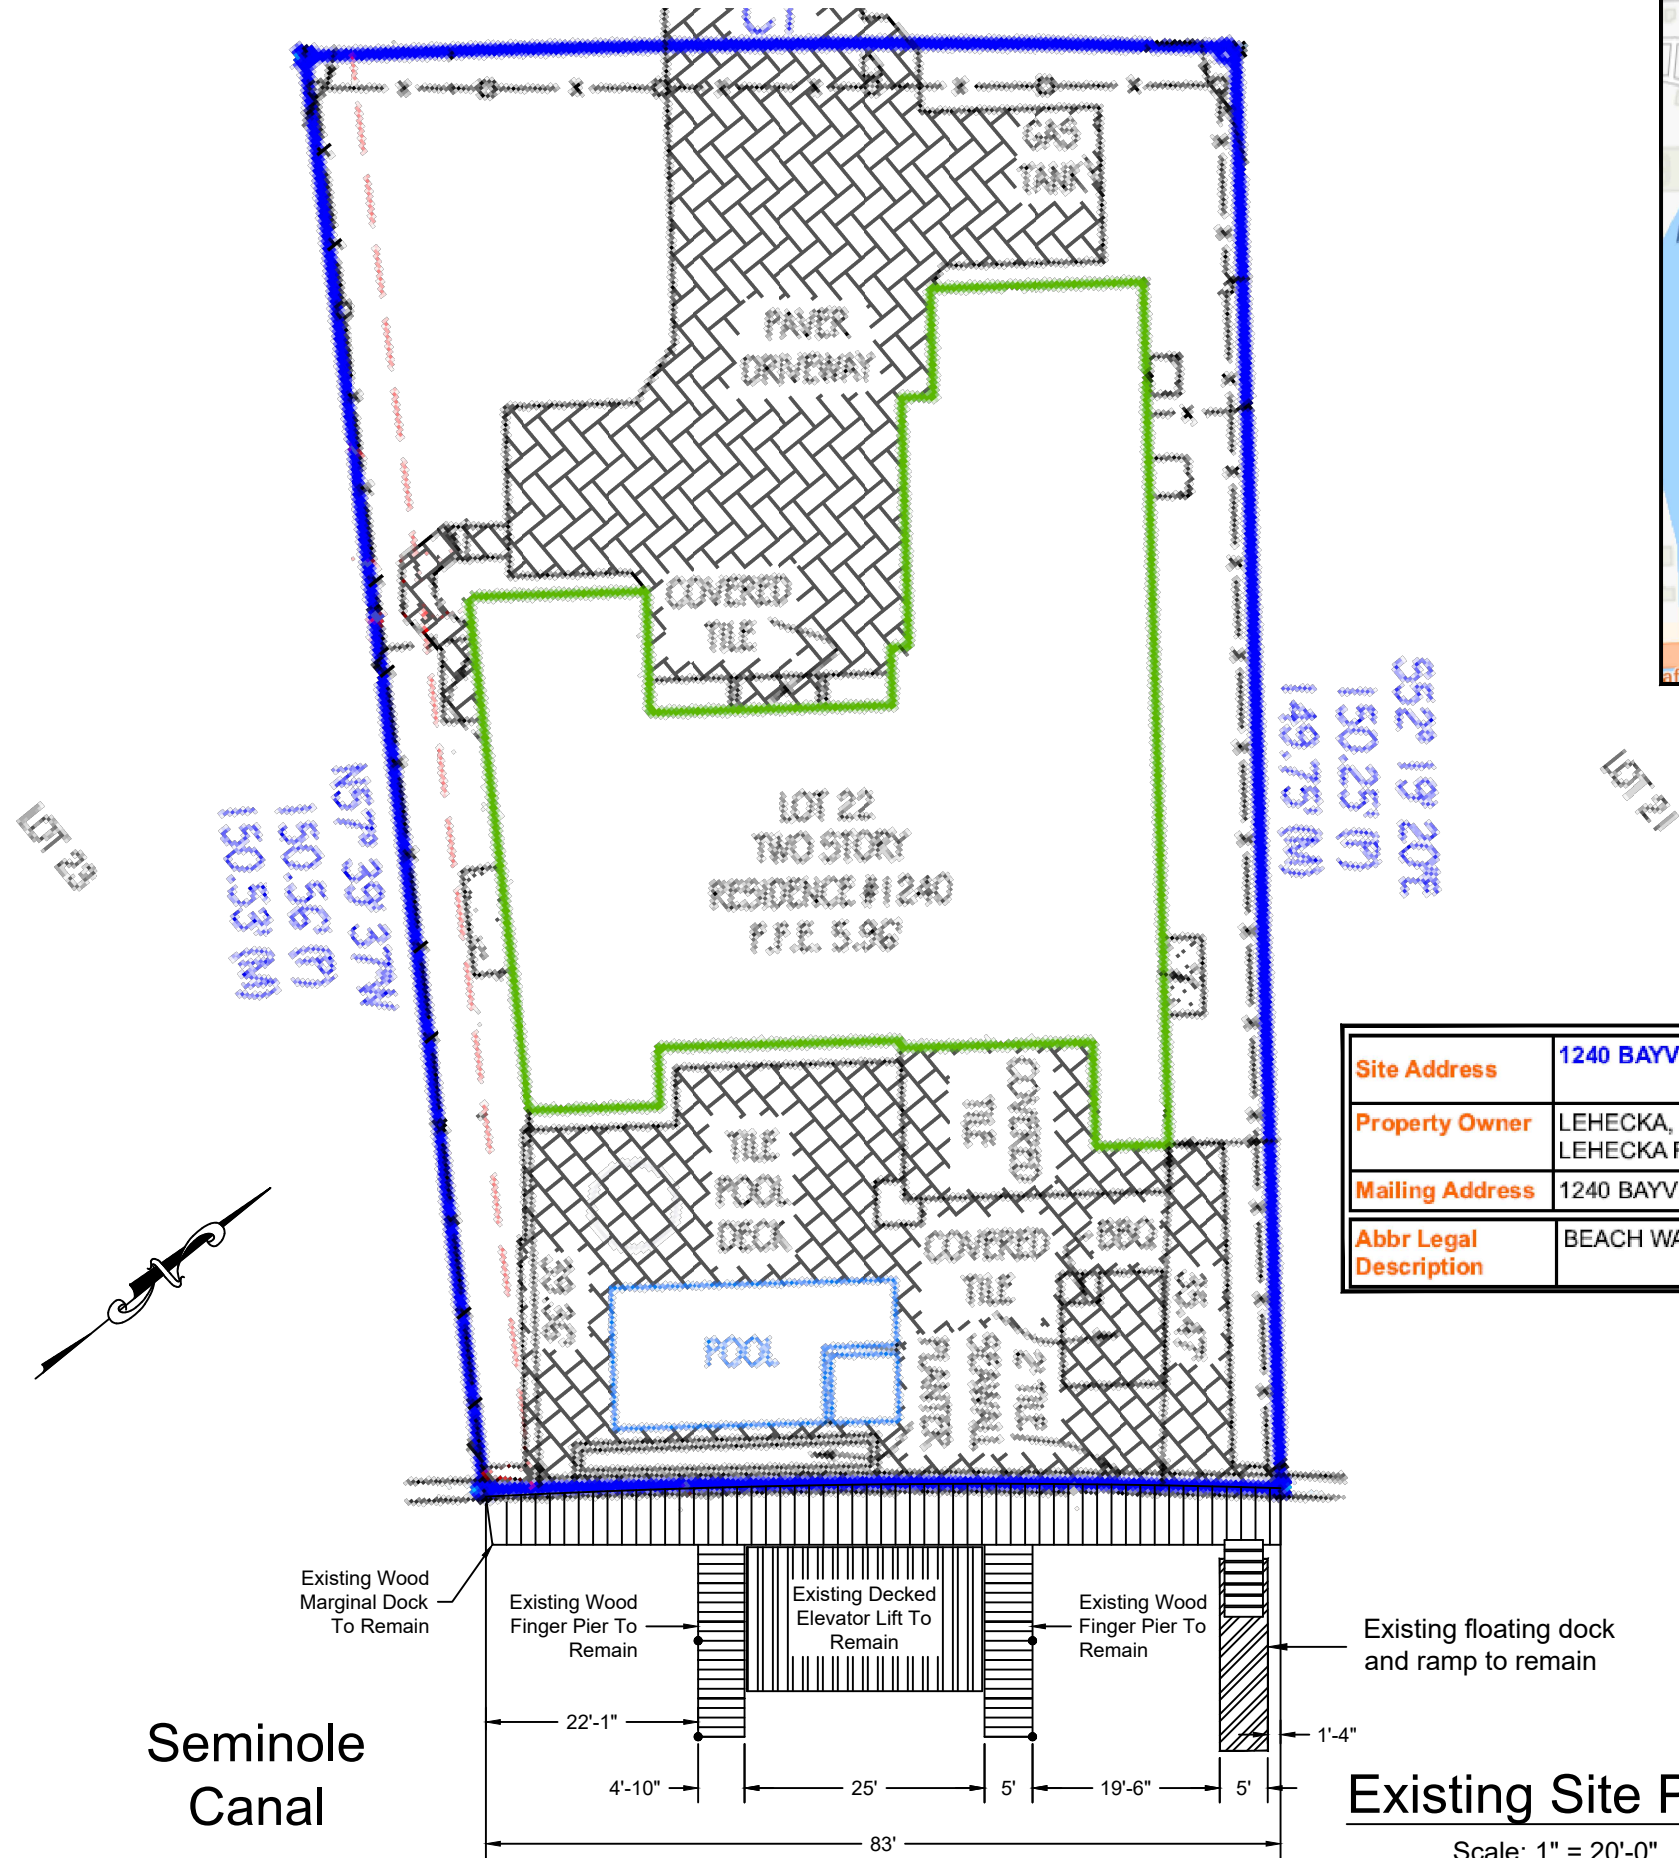 GAS
TANK
PAVER
DRIVEWAY
COVERED
TILE
LOT 22
TWO STORY
RESIDENCE #1240
F.F.E. 5.96'
LOT 23
N57° 39' 37"W
150.56' (P)
150.53' (M)
S52° 19' 20"E
150.25' (P)
149.75' (M)
LOT 21
Site Address
1240 BAYV
Property Owner
LEHECKA,
LEHECKA
Mailing Address
1240 BAYV
Abbr Legal
Description
BEACH WA
COVERED
TILE
TILE
POOL
DECK
COVERED
TILE
BBQ
39.36'
35.47'
POOL
PLANTER
SEAWALL
2' TILE
Existing Wood
Marginal Dock
To Remain
Existing Wood
Finger Pier To
Remain
Existing Decked
Elevator Lift To
Remain
Existing Wood
Finger Pier To
Remain
Existing floating dock
and ramp to remain
22'-1"
1'-4"
4'-10"
25'
5'
19'-6"
5'
83'
Seminole
Canal
Existing Site P
Scale: 1" = 20'-0"